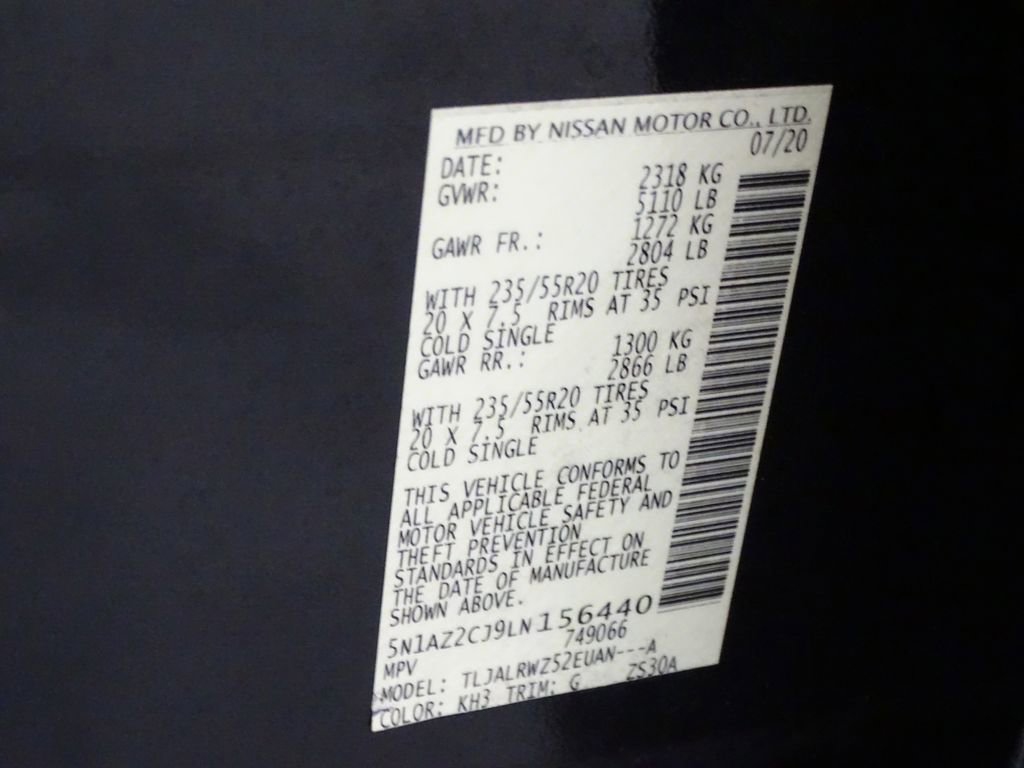 MFD BY NISSAN MOTOR CO., LTD.
DATE: 07/20
GVWR: 2318 KG
5110 LB
GAWR FR.: 1272 KG
2804 LB
WITH 235/55R20 TIRES
20 X 7.5 RIMS AT 35 PSI
COLD SINGLE
GAWR RR.: 1300 KG
2866 LB
WITH 235/55R20 TIRES
20 X 7.5 RIMS AT 35 PSI
COLD SINGLE
THIS VEHICLE CONFORMS TO
ALL APPLICABLE FEDERAL
MOTOR VEHICLE SAFETY AND
THEFT PREVENTION
STANDARDS IN EFFECT ON
THE DATE OF MANUFACTURE
SHOWN ABOVE.
5N1AZ2CJ9LN156440
MPV 749066
MODEL: TLJALRWZ52EUAN---A
COLOR: KH3 TRIM: G ZS30A